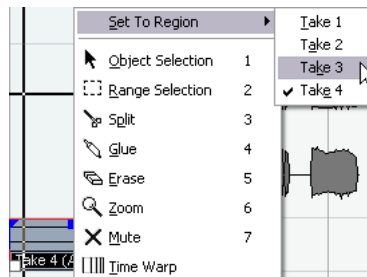 Set To Region
Take 1
Take 2
Take 3
Take 4
Object Selection 1
Range Selection 2
Split 3
Glue 4
Erase 5
Zoom 6
Mute 7
Time Warp
Take 4 (A